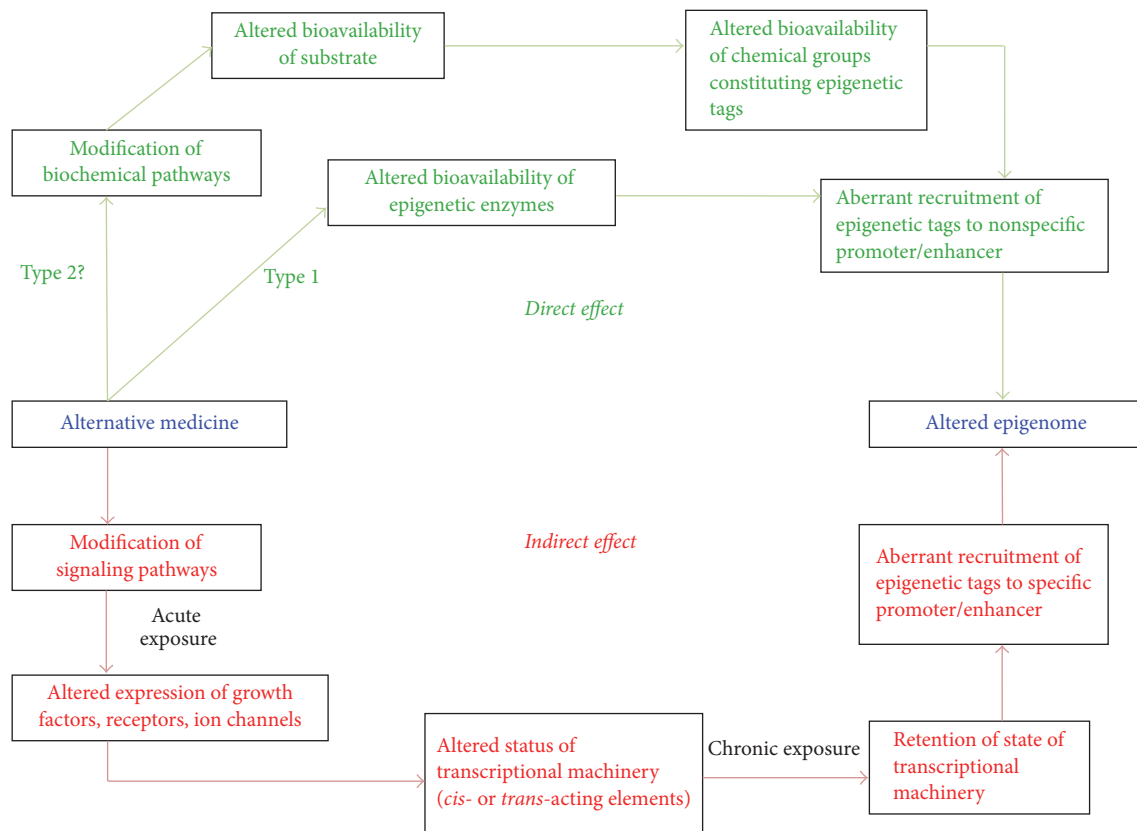 Altered bioavailability
of substrate
Altered bioavailability
of chemical groups
constituting epigenetic
tags
Modification of
biochemical pathways
Altered bioavailability of
epigenetic enzymes
Aberrant recruitment of
epigenetic tags to nonspecific
promoter/enhancer
Type 2?
Type 1
Direct effect
Alternative medicine
Altered epigenome
Modification of
signaling pathways
Indirect effect
Aberrant recruitment of
epigenetic tags to specific
promoter/enhancer
Acute
exposure
Altered expression of growth
factors, receptors, ion channels
Altered status of
transcriptional machinery
(cis- or trans-acting elements)
Chronic exposure
Retention of state of
transcriptional
machinery